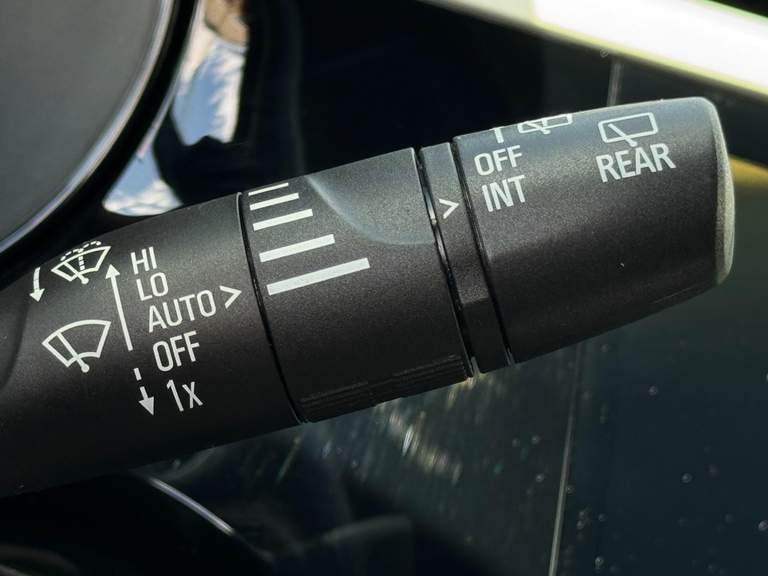 HI
LO
AUTO >
OFF
1x
>
OFF
INT
REAR